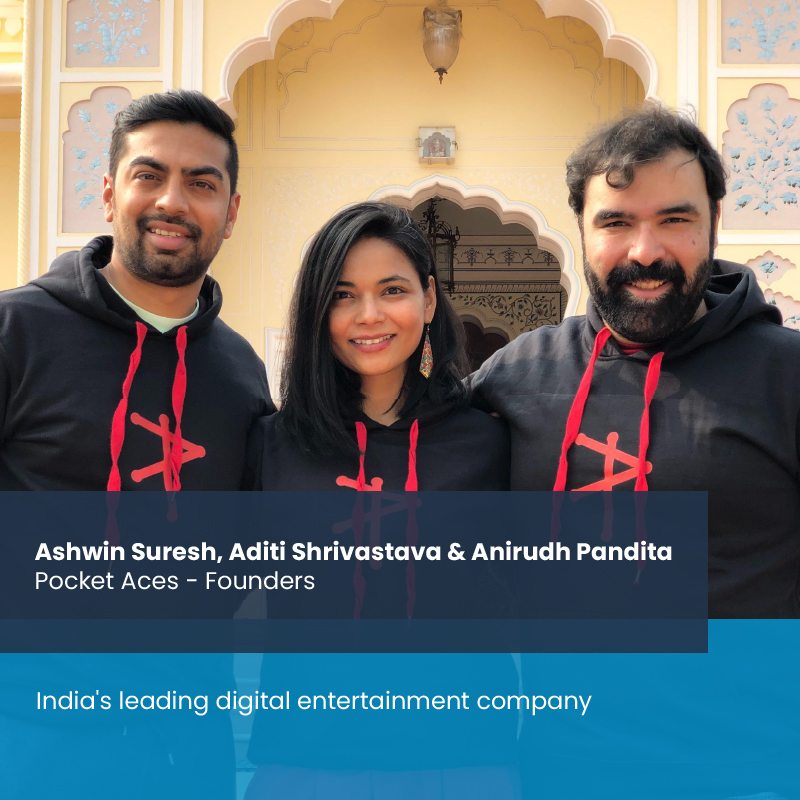 Ashwin Suresh, Aditi Shrivastava & Anirudh Pandita
Pocket Aces - Founders
India's leading digital entertainment company